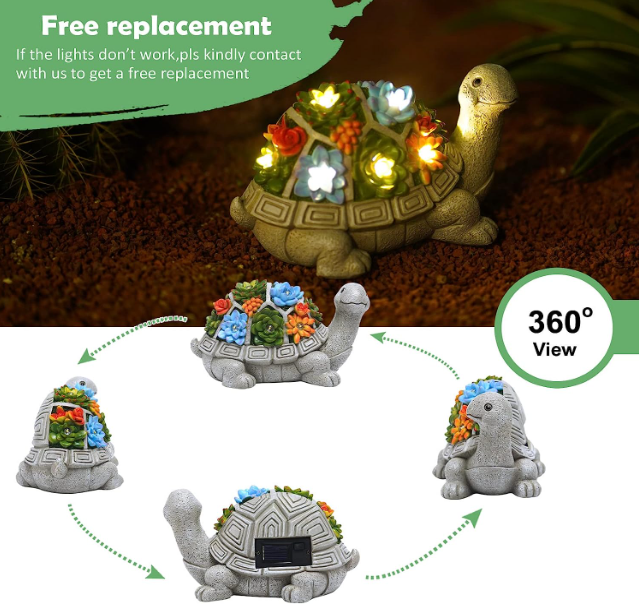 Free replacement
If the lights don't work,pls kindly contact
with us to get a free replacement
360°
View